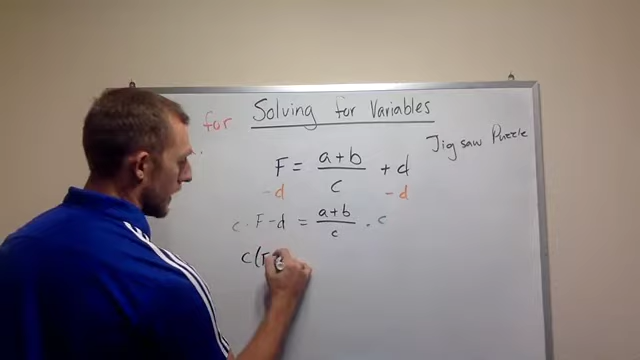 for Solving for Variables
Jigsaw Puzzle
F = a+b/c + d
-d -d
c · F - d = a+b/c · c
c(F